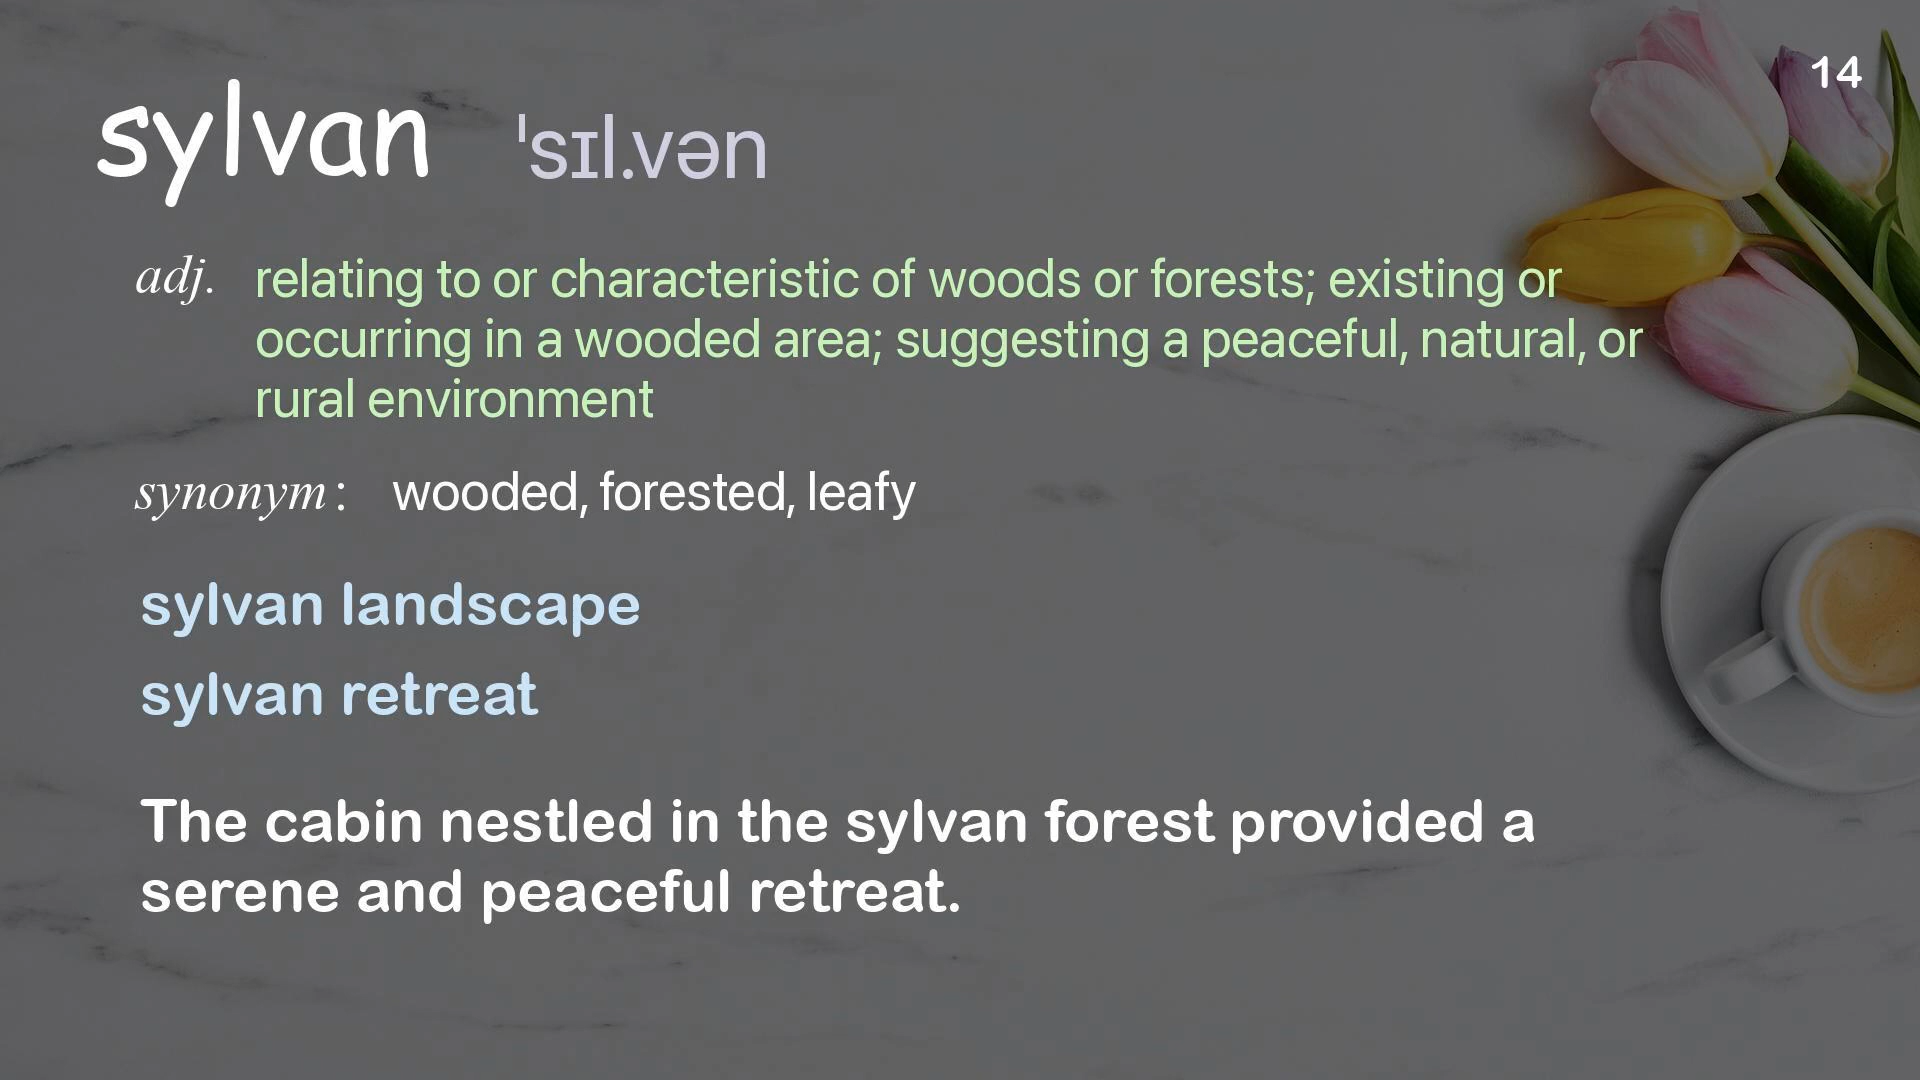 14
sylvan ˈsɪl.vən
adj. relating to or characteristic of woods or forests; existing or
occurring in a wooded area; suggesting a peaceful, natural, or
rural environment
synonym: wooded, forested, leafy
sylvan landscape
sylvan retreat
The cabin nestled in the sylvan forest provided a
serene and peaceful retreat.